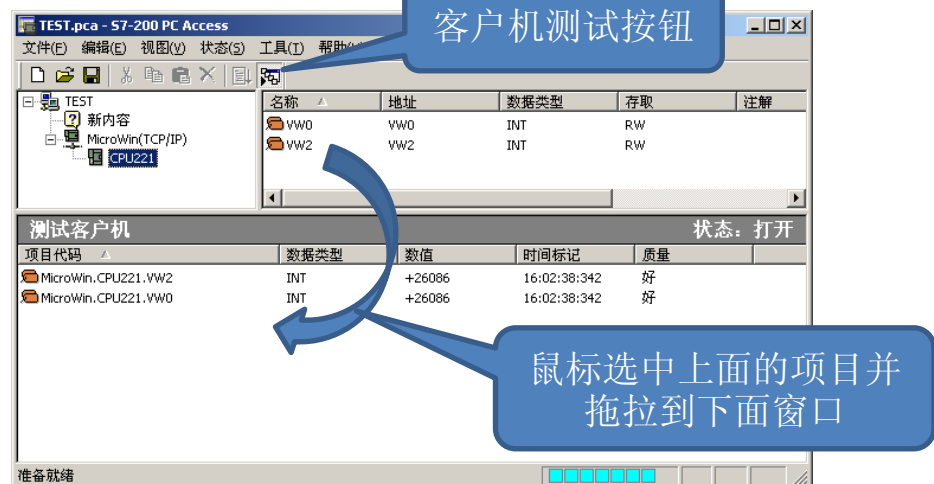 TEST.pca - S7-200 PC Access
客户机测试按钮
文件(F) 编辑(E) 视图(V) 状态(S) 工具(T) 帮助
TEST
新内容
MicroWin(TCP/IP)
CPU221
名称 地址 数据类型 存取 注解
VW0 VW0 INT RW
VW2 VW2 INT RW
测试客户机 状态：打开
项目代码 数据类型 数值 时间标记 质量
MicroWin.CPU221.VW2 INT +26086 16:02:38:342 好
MicroWin.CPU221.VW0 INT +26086 16:02:38:342 好
鼠标选中上面的项目并
拖拉到下面窗口
准备就绪